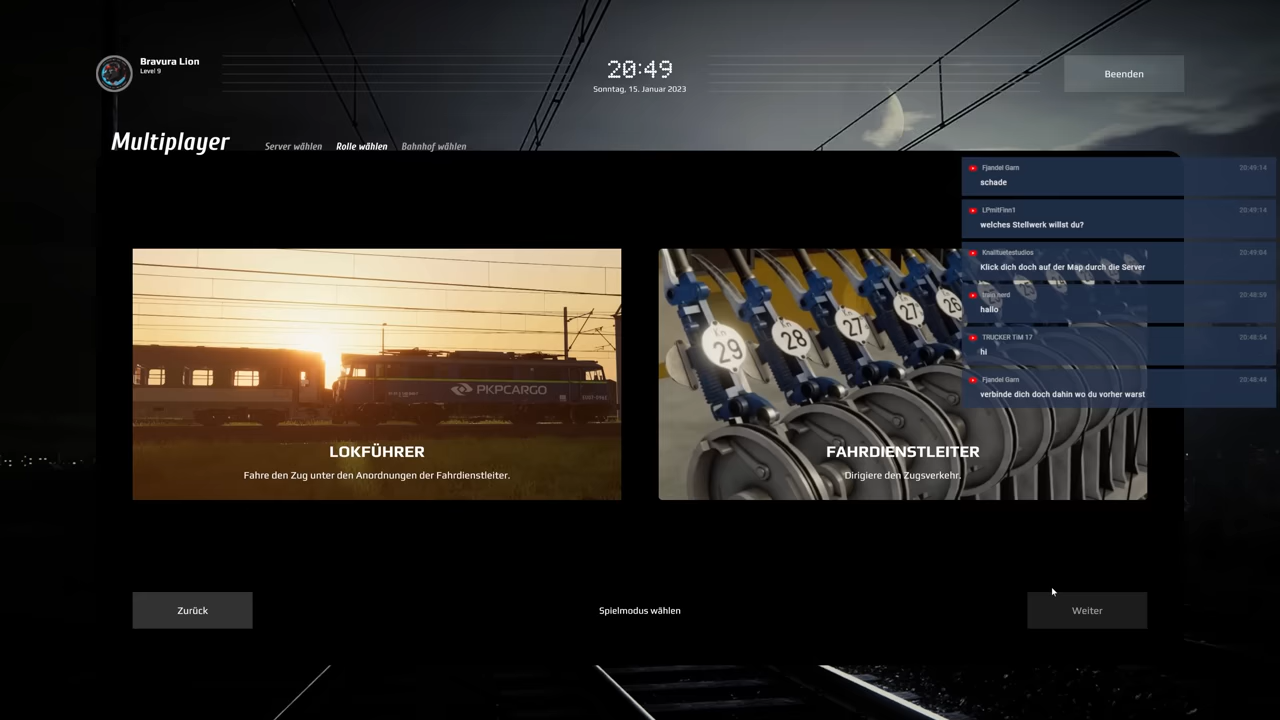 Bravura Lion
Level 9
20:49
Sonntag, 15. Januar 2023
Beenden
Multiplayer
Server wählen
Rolle wählen
Bahnhof wählen
Fjandel Garn
20:49:14
schade
LPmitFinn1
20:49:14
welches Stellwerk willst du?
Knalltuetestudios
20:49:04
Klick dich doch auf der Map durch die Server
train nerd
20:48:59
hallo
TRUCKER TiM 17
20:48:54
hi
Fjandel Garn
20:48:44
verbinde dich doch dahin wo du vorher warst
PKPCARGO
LOKFÜHRER
Fahre den Zug unter den Anordnungen der Fahrdienstleiter.
En
29
28
27
27
26
FAHRDIENSTLEITER
Dirigiere den Zugsverkehr.
Zurück
Spielmodus wählen
Weiter